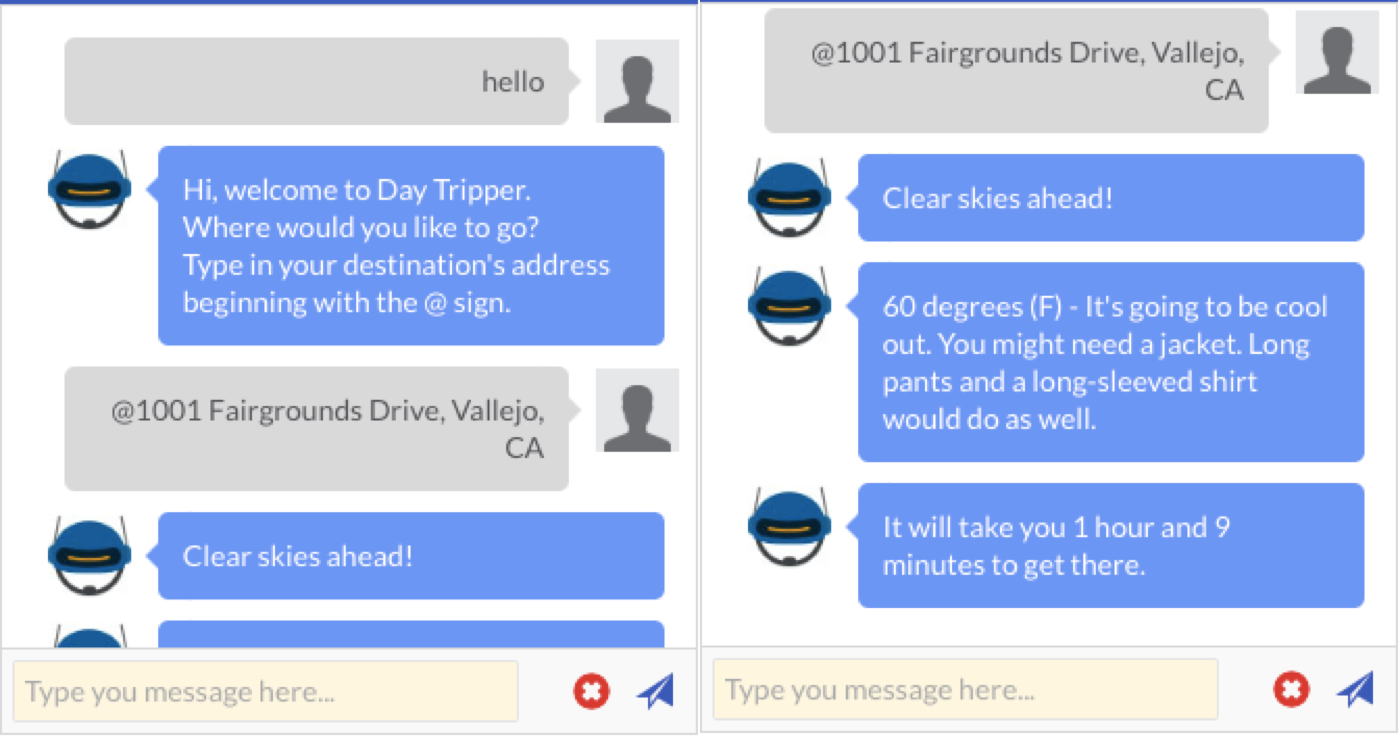 hello
Hi, welcome to Day Tripper.
Where would you like to go?
Type in your destination's address
beginning with the @ sign.
@1001 Fairgrounds Drive, Vallejo,
CA
Clear skies ahead!
Type you message here...
@1001 Fairgrounds Drive, Vallejo,
CA
Clear skies ahead!
60 degrees (F) - It's going to be cool
out. You might need a jacket. Long
pants and a long-sleeved shirt
would do as well.
It will take you 1 hour and 9
minutes to get there.
Type you message here...